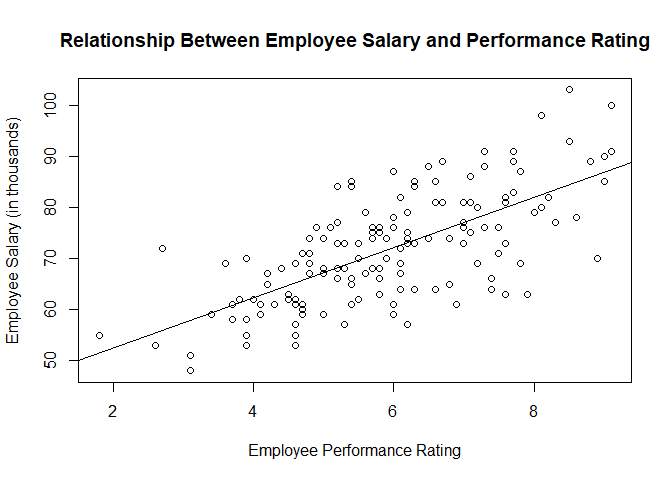 Relationship Between Employee Salary and Performance Rating
Employee Salary (in thousands)
100
90
80
70
60
50
2 4 6 8
Employee Performance Rating